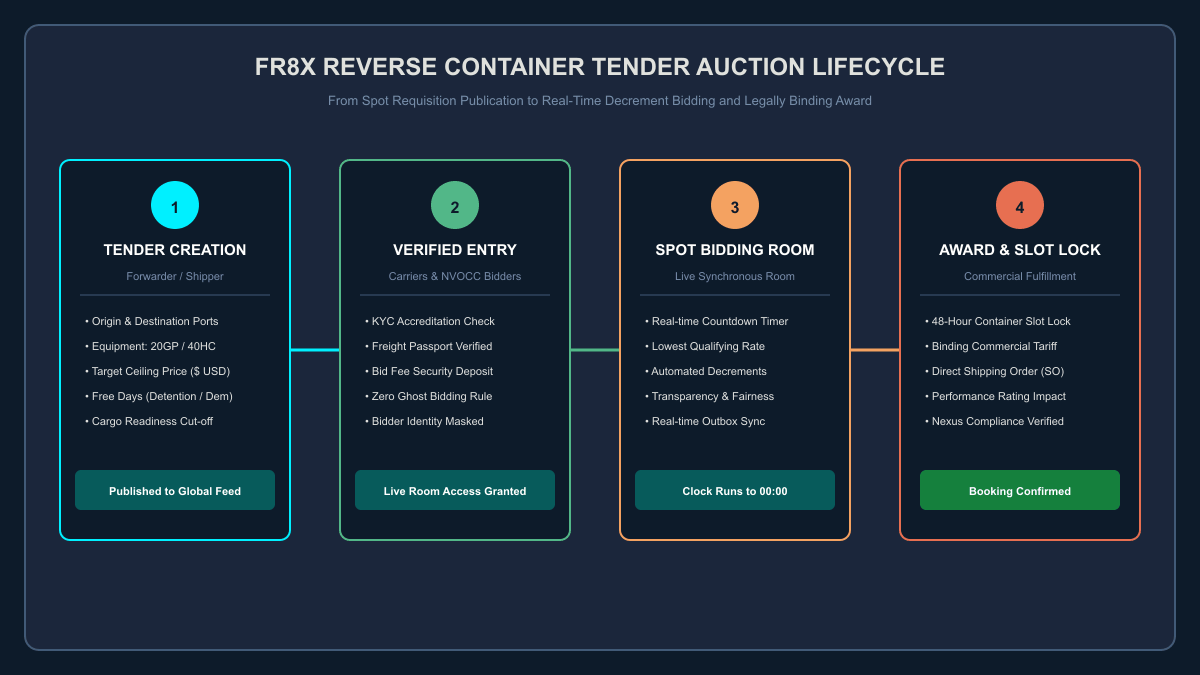 FR8X REVERSE CONTAINER TENDER AUCTION LIFECYCLE
From Spot Requisition Publication to Real-Time Decrement Bidding and Legally Binding Award
1
TENDER CREATION
Forwarder / Shipper
• Origin & Destination Ports
• Equipment: 20GP / 40HC
• Target Ceiling Price ($ USD)
• Free Days (Detention / Dem)
• Cargo Readiness Cut-off
Published to Global Feed
2
VERIFIED ENTRY
Carriers & NVOCC Bidders
• KYC Accreditation Check
• Freight Passport Verified
• Bid Fee Security Deposit
• Zero Ghost Bidding Rule
• Bidder Identity Masked
Live Room Access Granted
3
SPOT BIDDING ROOM
Live Synchronous Room
• Real-time Countdown Timer
• Lowest Qualifying Rate
• Automated Decrements
• Transparency & Fairness
• Real-time Outbox Sync
Clock Runs to 00:00
4
AWARD & SLOT LOCK
Commercial Fulfillment
• 48-Hour Container Slot Lock
• Binding Commercial Tariff
• Direct Shipping Order (SO)
• Performance Rating Impact
• Nexus Compliance Verified
Booking Confirmed